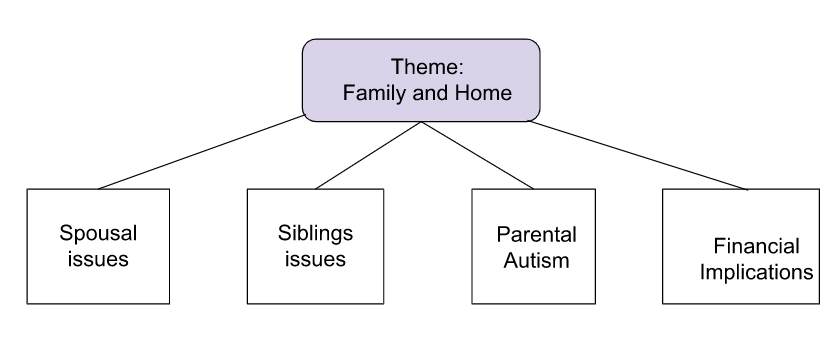 Theme:
Family and Home
Spousal
issues
Siblings
issues
Parental
Autism
Financial
Implications